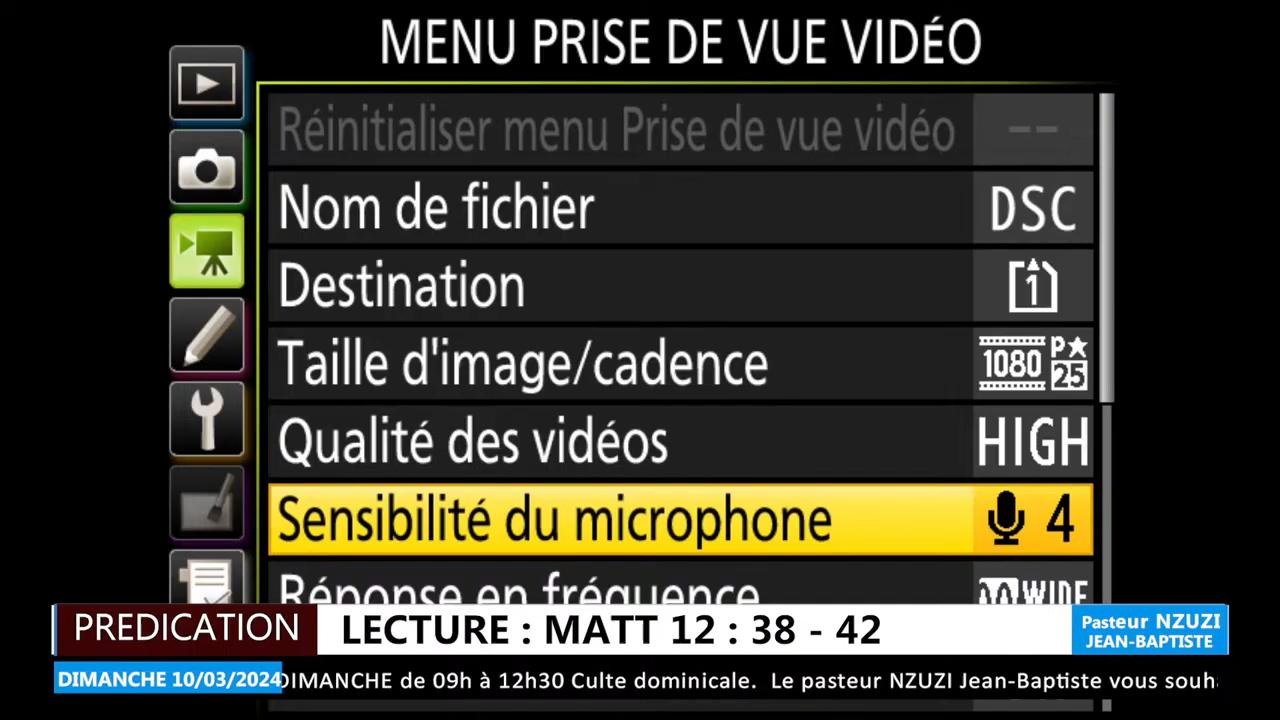 MENU PRISE DE VUE VIDÉO
Réinitialiser menu Prise de vue vidéo --
Nom de fichier DSC
Destination 1
Taille d'image/cadence 1080 P★ 25
Qualité des vidéos HIGH
Sensibilité du microphone 4
Réponse en fréquence WIDE
PREDICATION LECTURE : MATT 12 : 38 - 42 Pasteur NZUZI
JEAN-BAPTISTE
DIMANCHE 10/03/2024 DIMANCHE de 09h à 12h30 Culte dominicale. Le pasteur NZUZI Jean-Baptiste vous souh